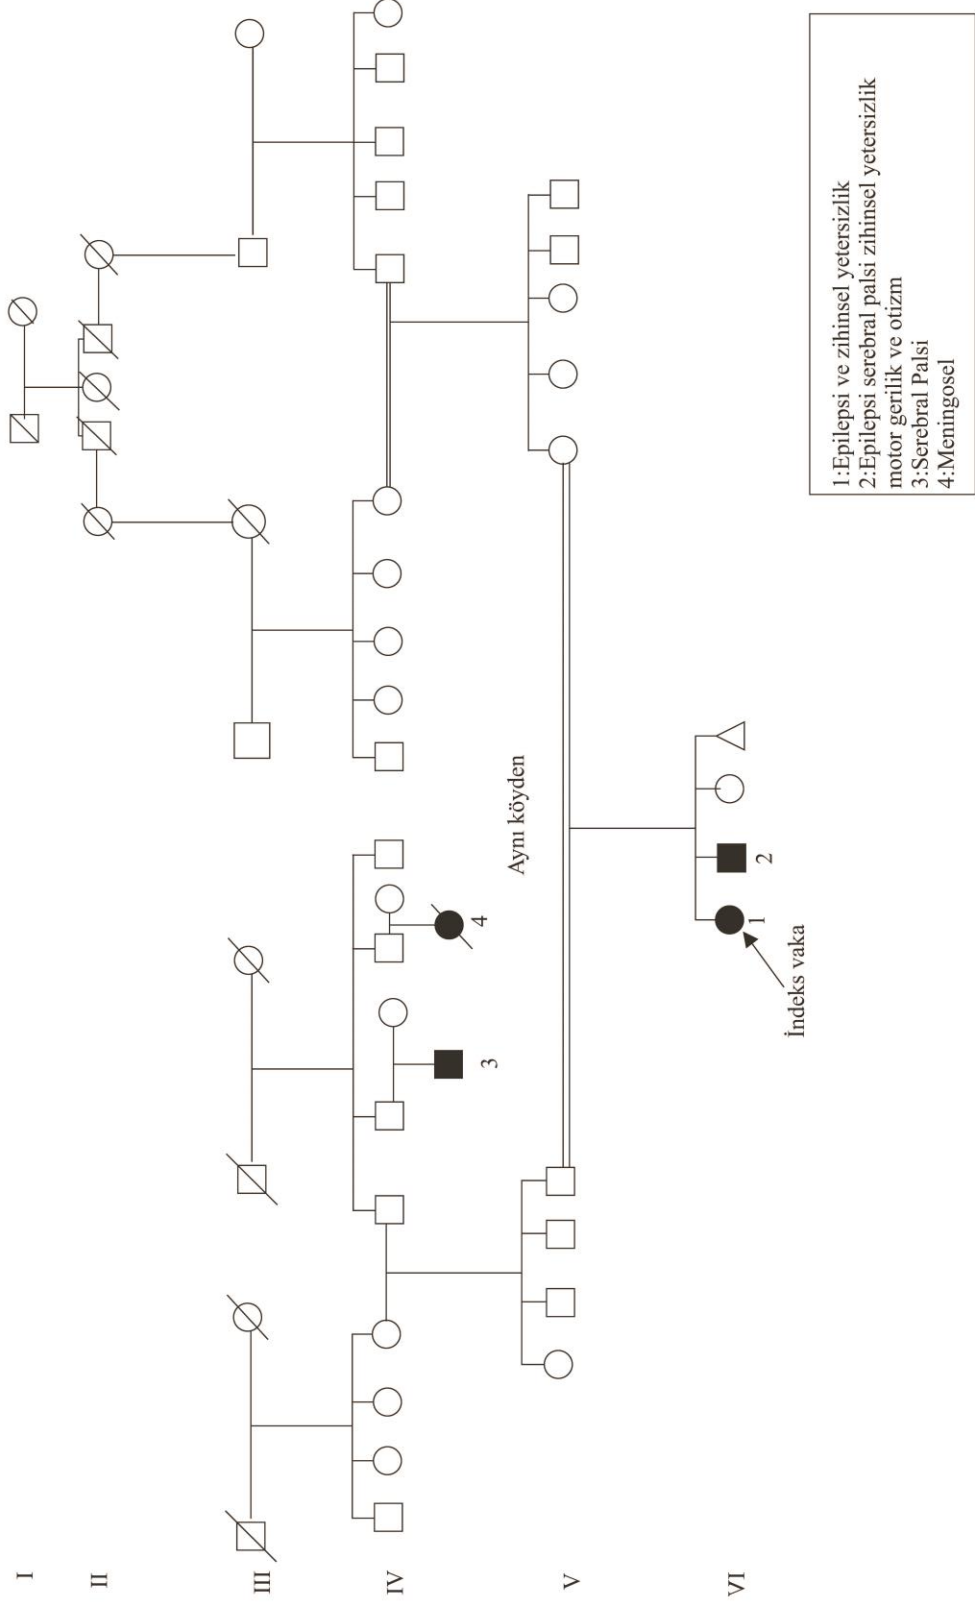 I
II
III
IV
V
VI
Aynı köyden
3
4
1
2
İndeks vaka
1:Epilepsi ve zihinsel yetersizlik
2:Epilepsi serebral palsi zihinsel yetersizlik
motor gerilik ve otizm
3:Serebral Palsi
4:Meningosel